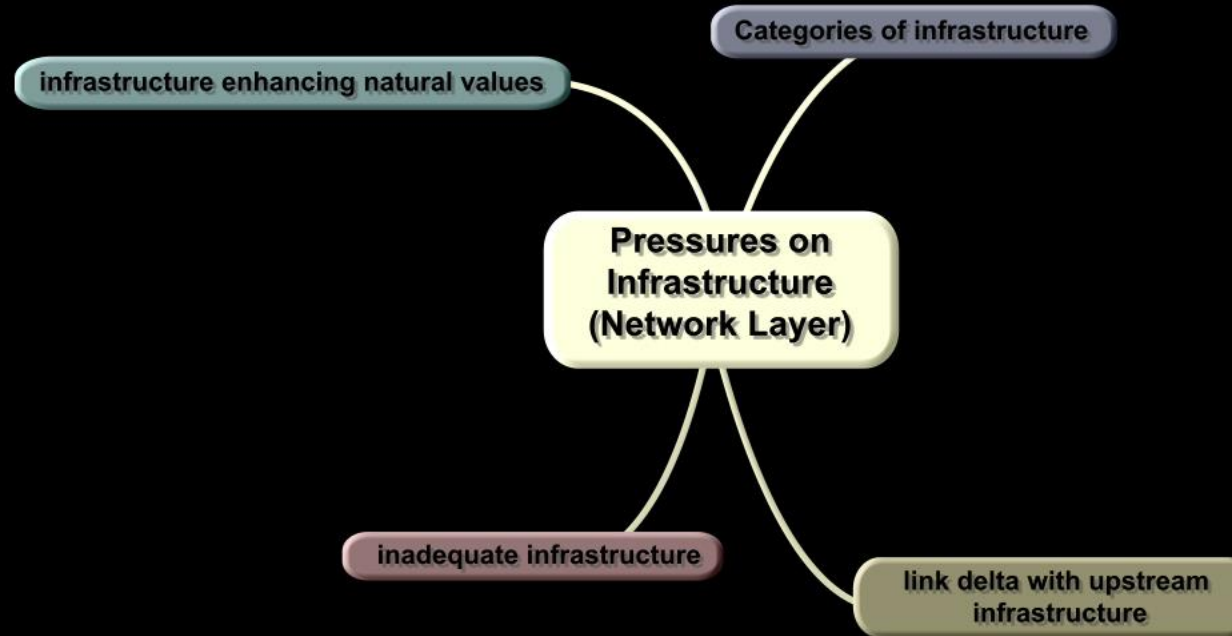 Categories of infrastructure
infrastructure enhancing natural values
Pressures on
Infrastructure
(Network Layer)
inadequate infrastructure
link delta with upstream
infrastructure